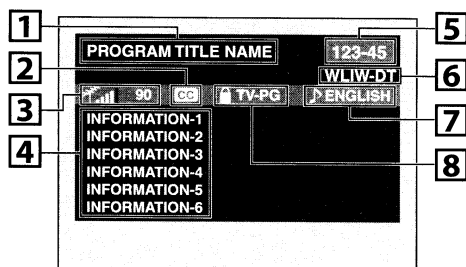 1
5
PROGRAM TITLE NAME
123-45
2
WLIW-DT
6
3
90
CC
TV-PG
ENGLISH
4
INFORMATION-1
INFORMATION-2
INFORMATION-3
INFORMATION-4
INFORMATION-5
INFORMATION-6
7
8